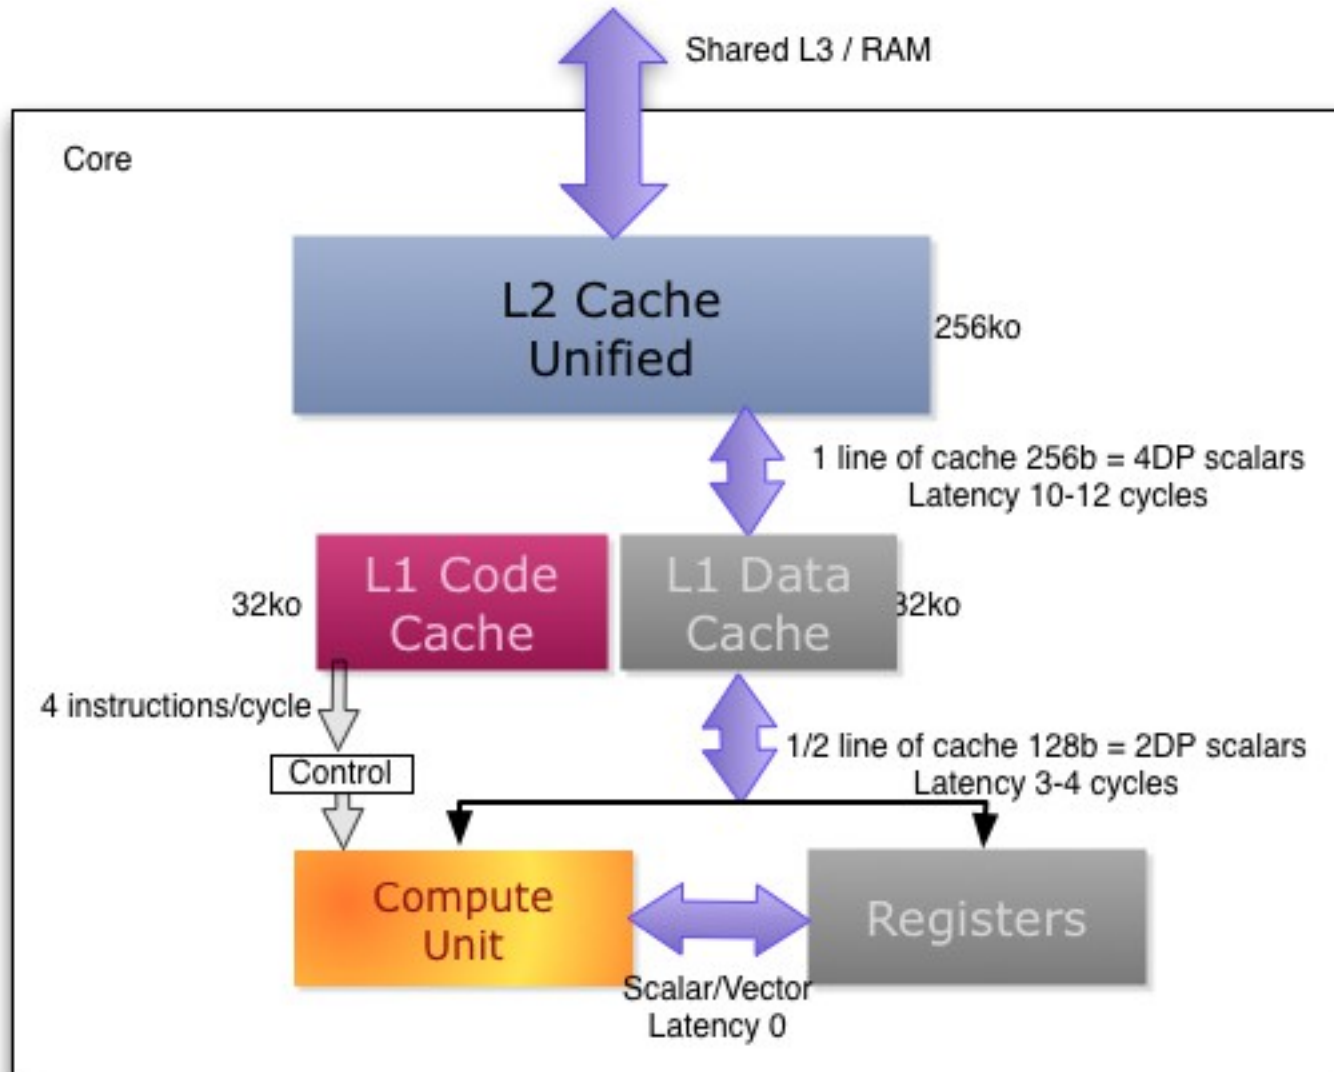 Shared L3 / RAM
Core
L2 Cache
Unified
256ko
1 line of cache 256b = 4DP scalars
Latency 10-12 cycles
L1 Code
Cache
L1 Data
Cache
32ko
32ko
4 instructions/cycle
1/2 line of cache 128b = 2DP scalars
Latency 3-4 cycles
Control
Compute
Unit
Registers
Scalar/Vector
Latency 0